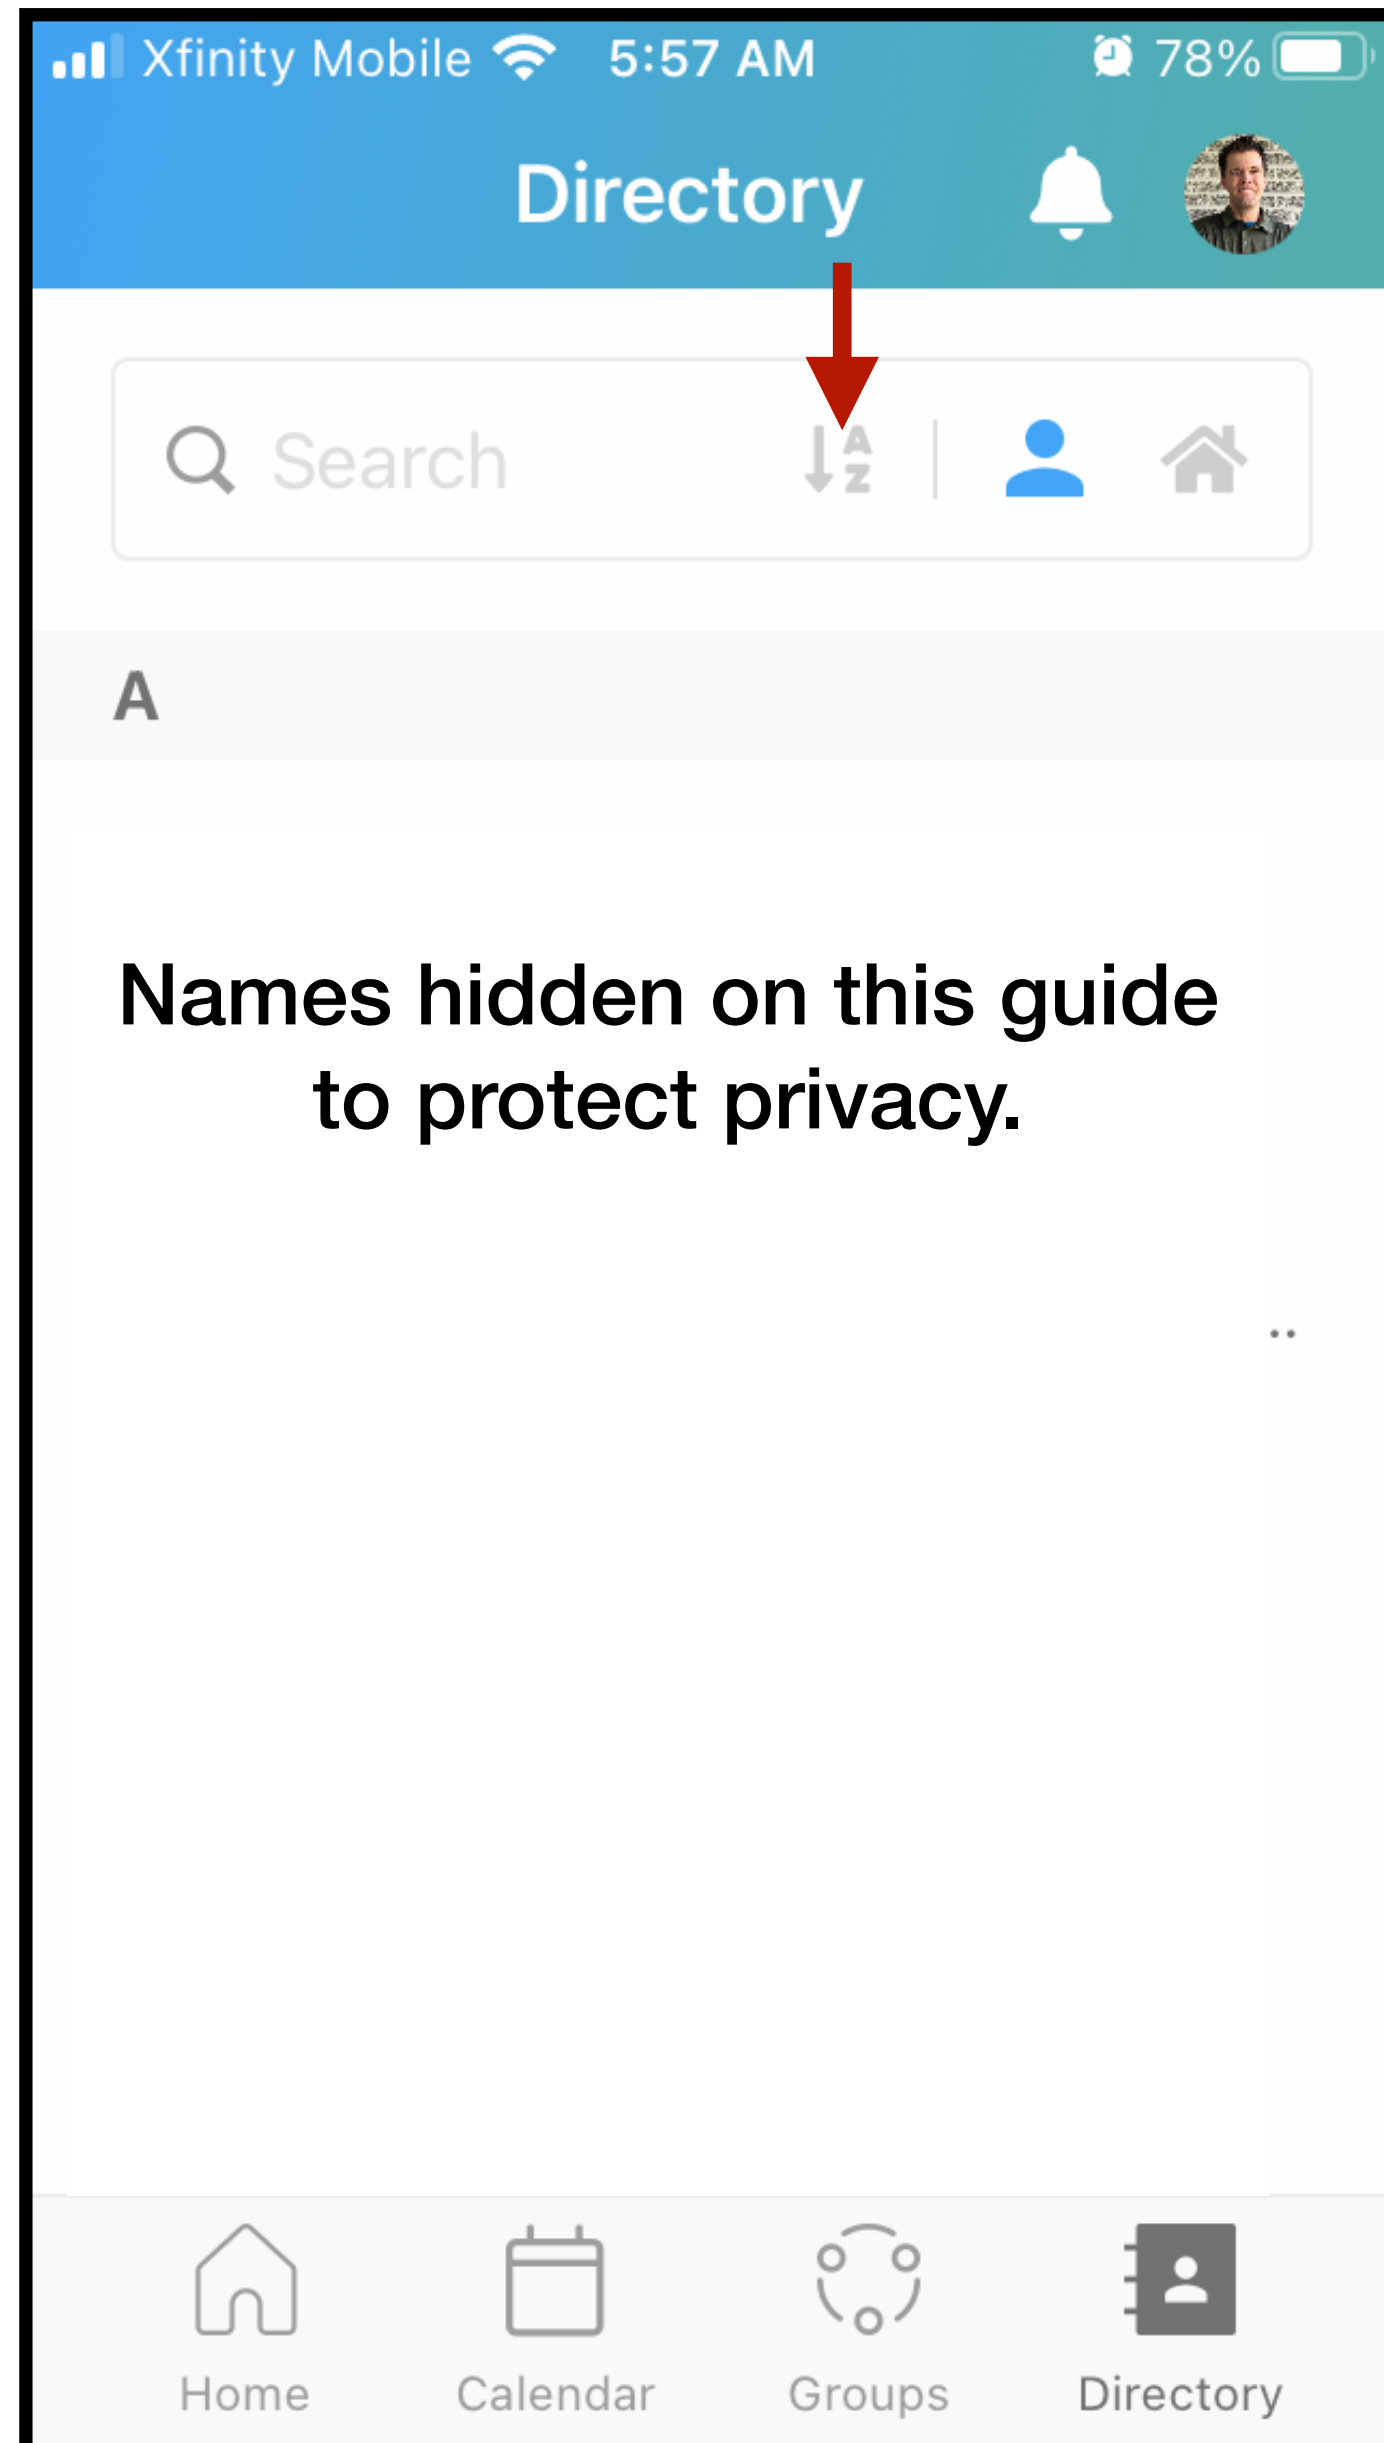 Xfinity Mobile 5:57 AM 78%
Directory
Search AZ
A
Names hidden on this guide
to protect privacy.
..
Home Calendar Groups Directory